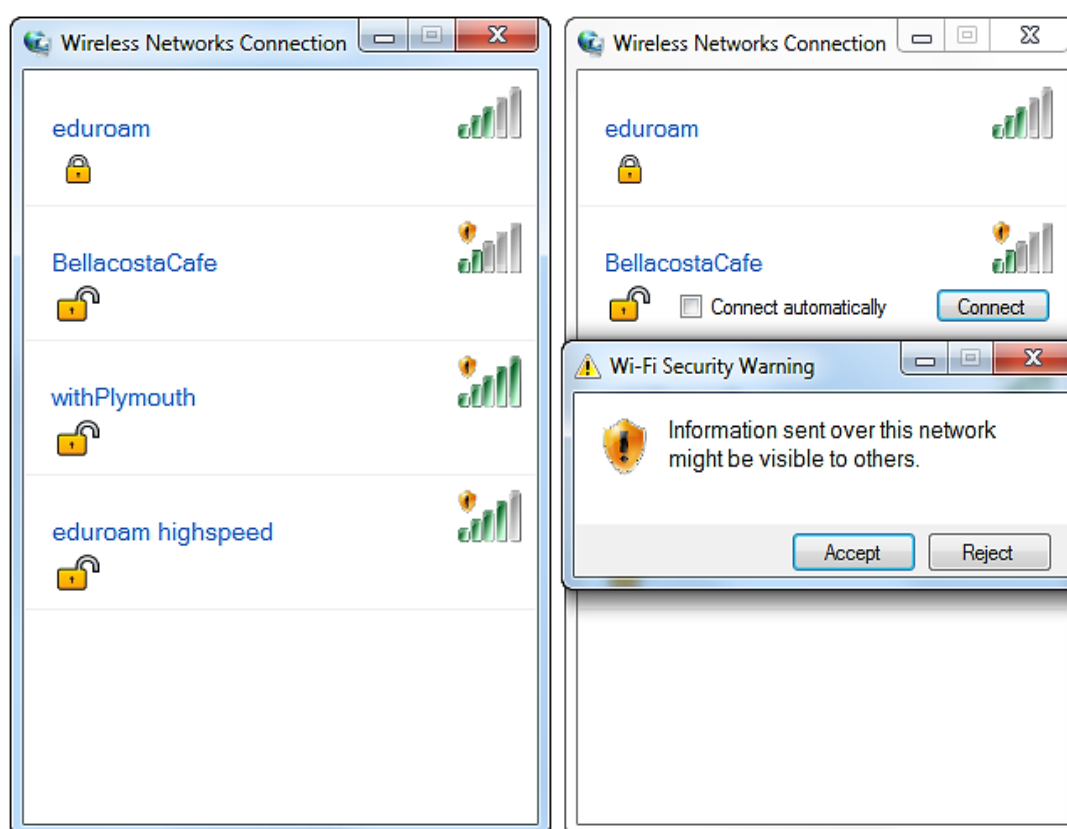 Wireless Networks Connection
eduroam
BellacostaCafe
withPlymouth
eduroam highspeed
Wireless Networks Connection
eduroam
BellacostaCafe
Connect automatically Connect
Wi-Fi Security Warning
Information sent over this network
might be visible to others.
Accept Reject